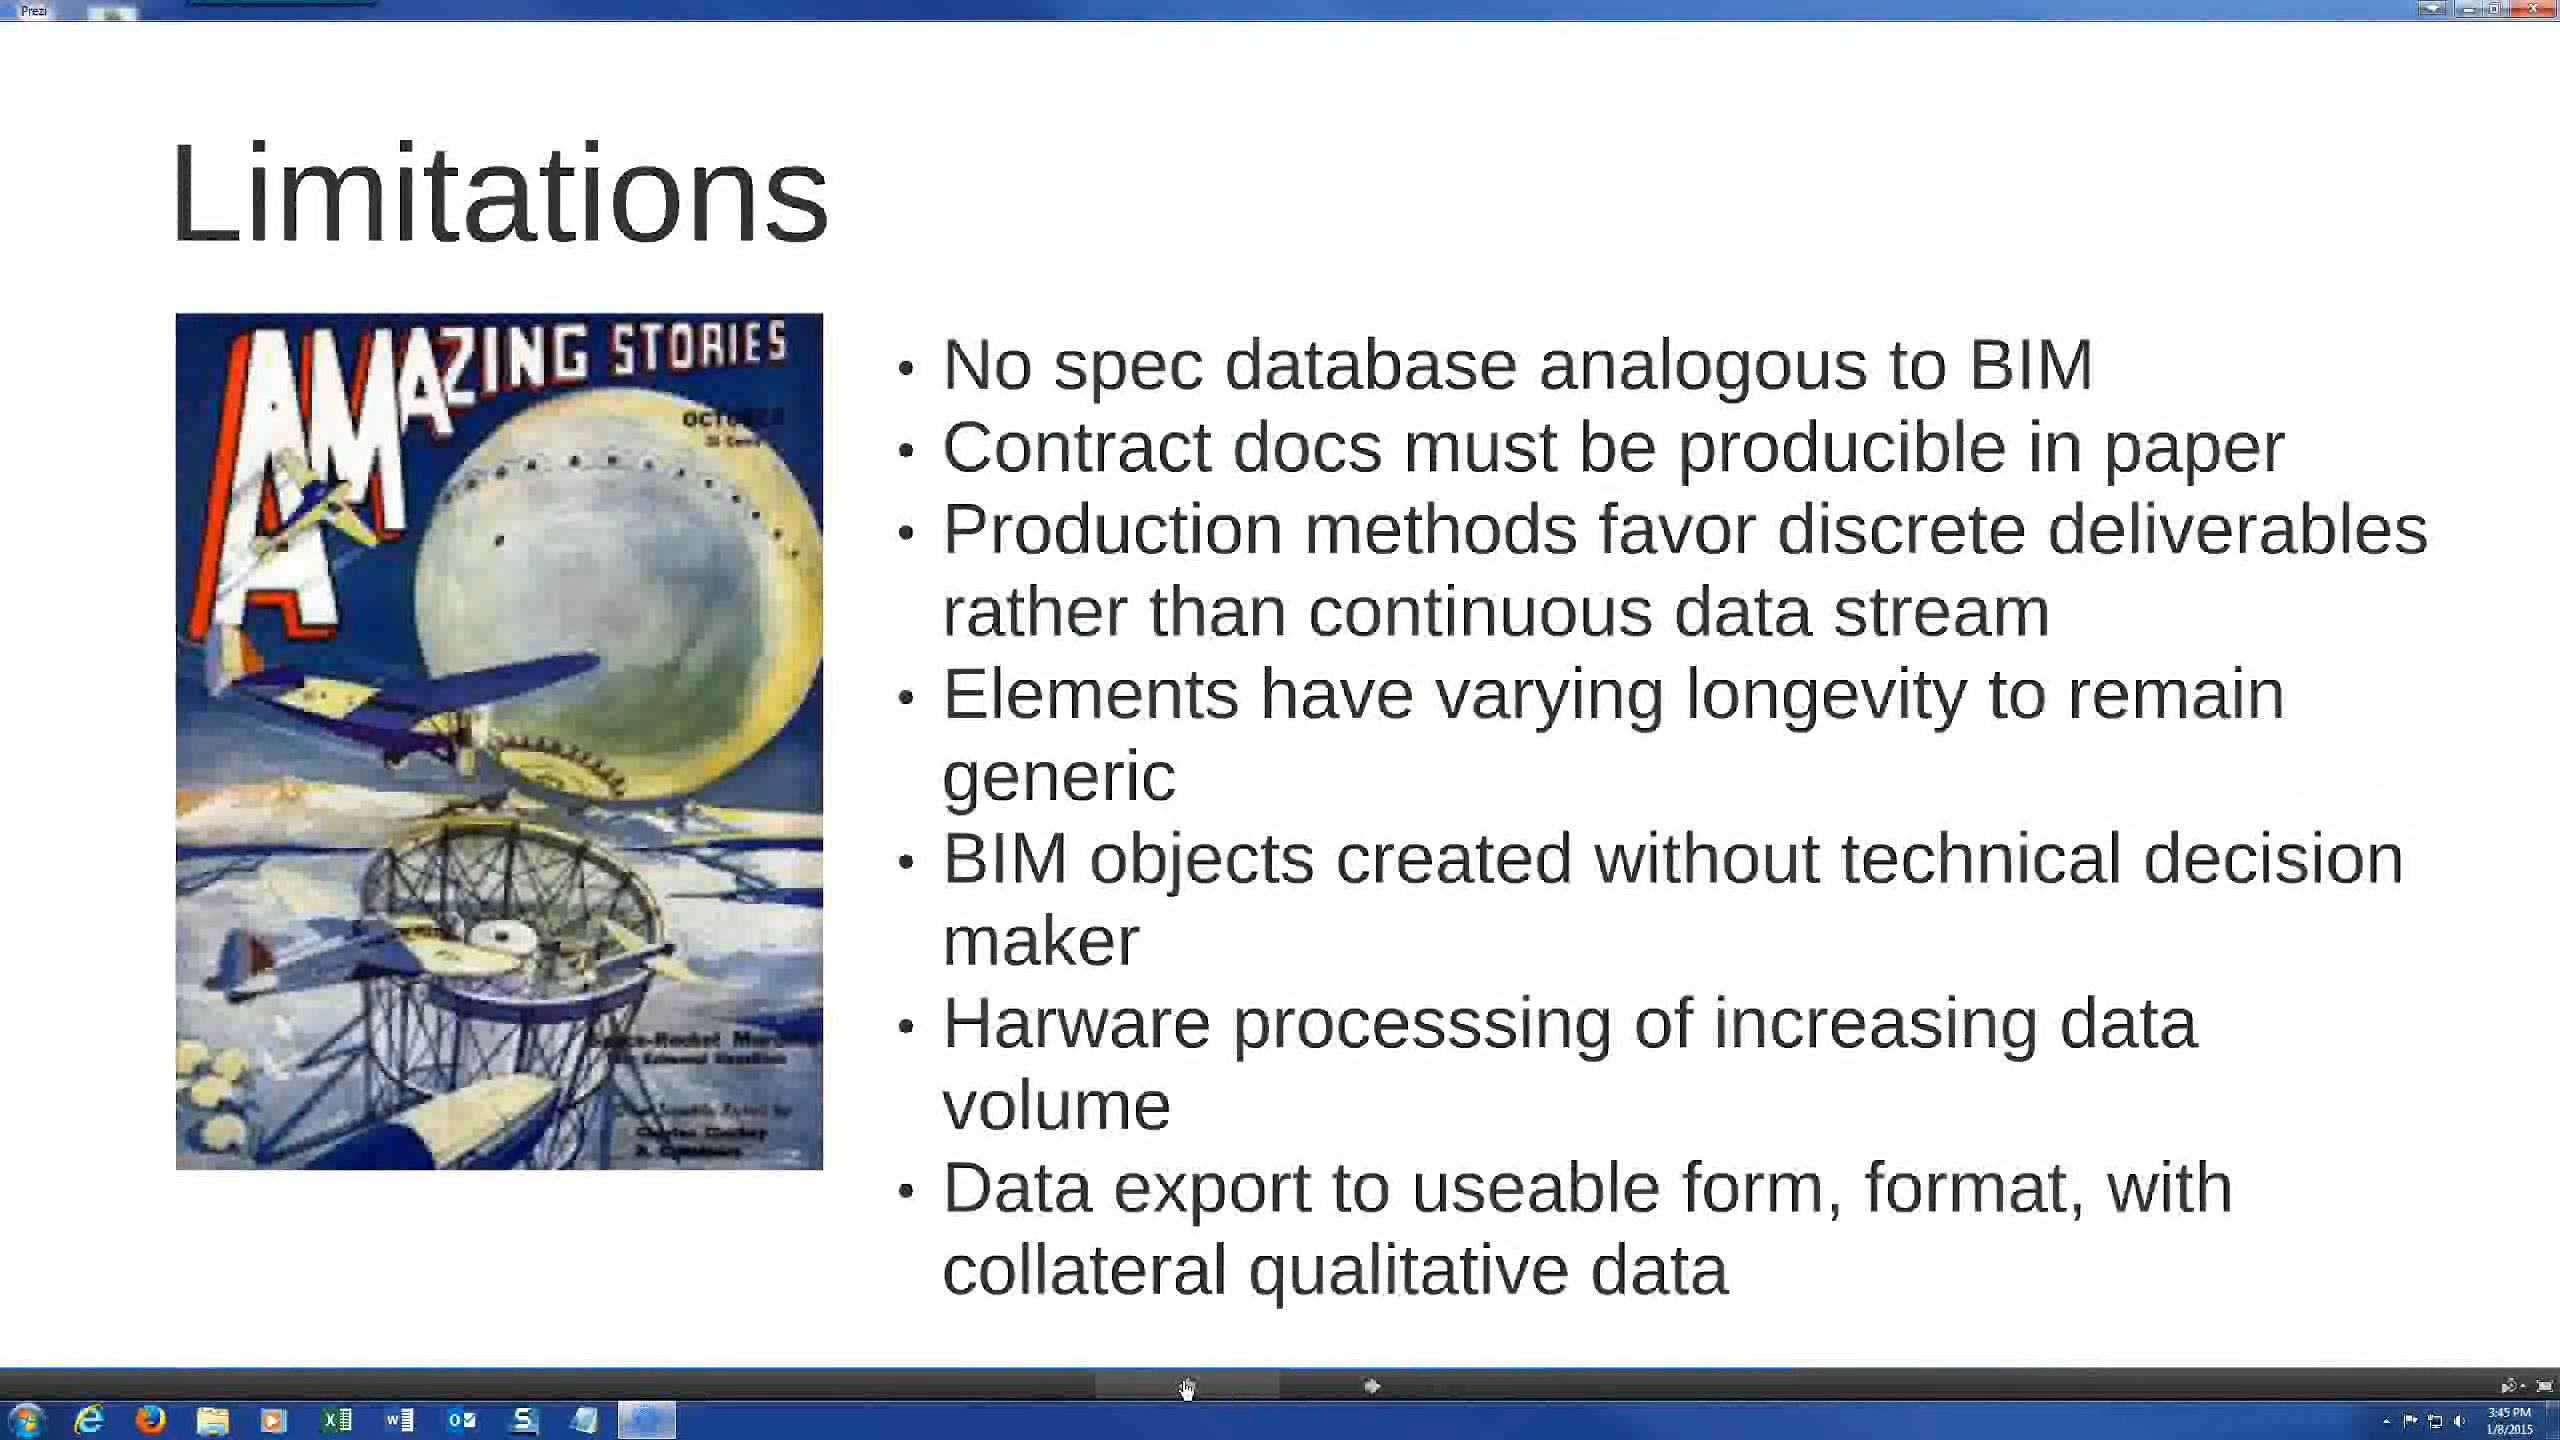 Prezi
Limitations
AMAZING STORIES
No spec database analogous to BIM
Contract docs must be producible in paper
Production methods favor discrete deliverables
rather than continuous data stream
Elements have varying longevity to remain
generic
BIM objects created without technical decision
maker
Harware processsing of increasing data
volume
Data export to useable form, format, with
collateral qualitative data
3:45 PM
1/8/2015